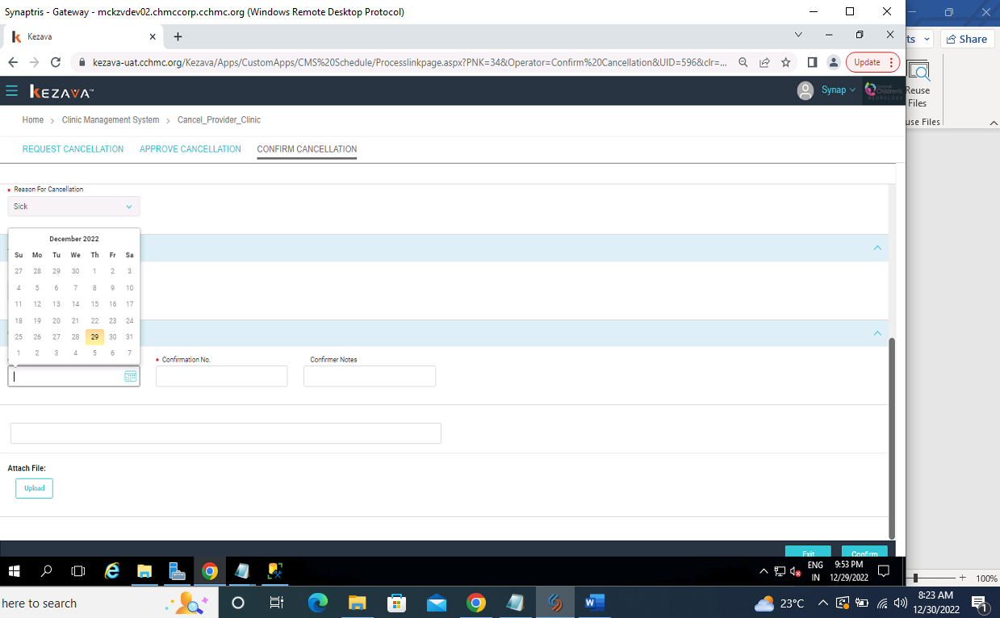 Synaptris - Gateway - mckzvdev02.chmccorp.cchmc.org (Windows Remote Desktop Protocol)
Kezava
ts
Share
kezava-uat.cchmc.org/Kezava/Apps/CustomApps/CMS%20Schedule/Processlinkpage.aspx?PNK=34&Operator=Confirm%20Cancellation&UID=596&clr=...
Update
KEZAVA™
Synap
Children's
NEUROLOGY
Reuse
Files
use Files
Home > Clinic Management System > Cancel_Provider_Clinic
REQUEST CANCELLATION APPROVE CANCELLATION CONFIRM CANCELLATION
Reason For Cancellation
Sick
December 2022
Su Mo Tu We Th Fr Sa
27 28 29 30 1 2 3
4 5 6 7 8 9 10
11 12 13 14 15 16 17
18 19 20 21 22 23 24
25 26 27 28 29 30 31
1 2 3 4 5 6 7
Confirmation No.
Confirmer Notes
Attach File:
Upload
Exit Confirm
ENG
IN
9:53 PM
12/29/2022
100%
here to search
23°C
8:23 AM
12/30/2022
1